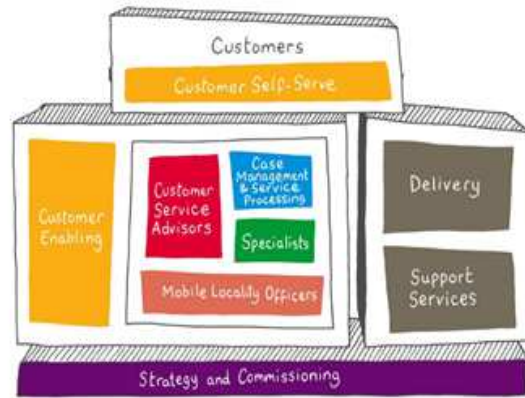 Customers
Customer Self-Serve
Customer
Enabling
Customer
Service
Advisors
Case
Management
& Service
Processing
Specialists
Mobile Locality Officers
Delivery
Support
Services
Strategy and Commissioning